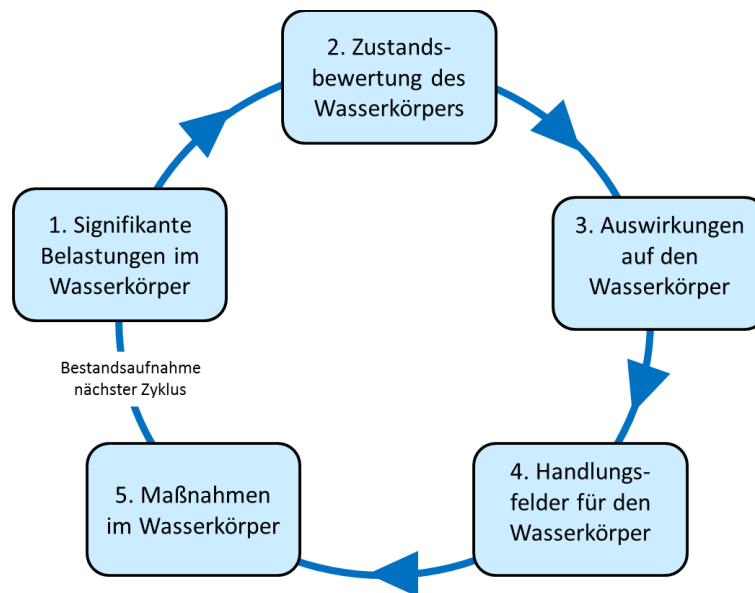 2. Zustands-
bewertung des
Wasserkörpers
1. Signifikante
Belastungen im
Wasserkörper
3. Auswirkungen
auf den
Wasserkörper
Bestandsaufnahme
nächster Zyklus
5. Maßnahmen
im Wasserkörper
4. Handlungs-
felder für den
Wasserkörper